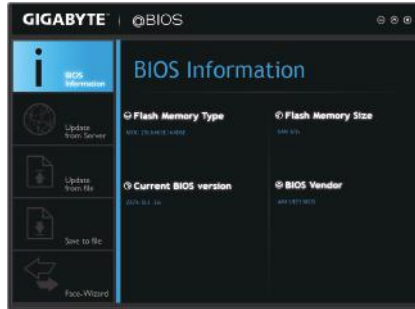 GIGABYTE™ | @BIOS
BIOS
Information
BIOS Information
Update
from Server
Flash Memory Type
Flash Memory Size
Update
from file
Current BIOS version
BIOS Vendor
Save to file
Face-Wizard